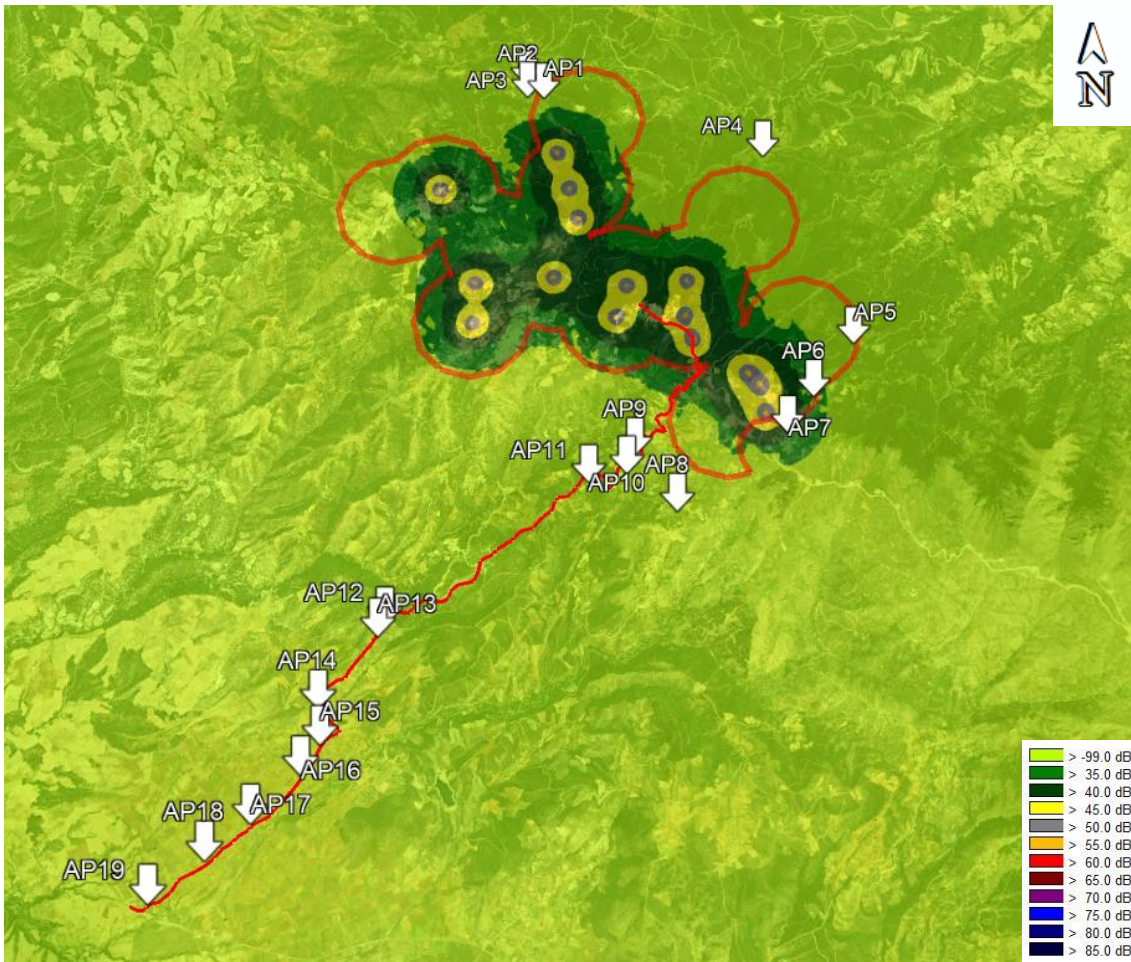 N
AP2
AP3
AP1
AP4
AP5
AP6
AP7
AP9
AP11
AP8
AP10
AP12
AP13
AP14
AP15
AP16
AP17
AP18
AP19
> -99.0 dB
> 35.0 dB
> 40.0 dB
> 45.0 dB
> 50.0 dB
> 55.0 dB
> 60.0 dB
> 65.0 dB
> 70.0 dB
> 75.0 dB
> 80.0 dB
> 85.0 dB